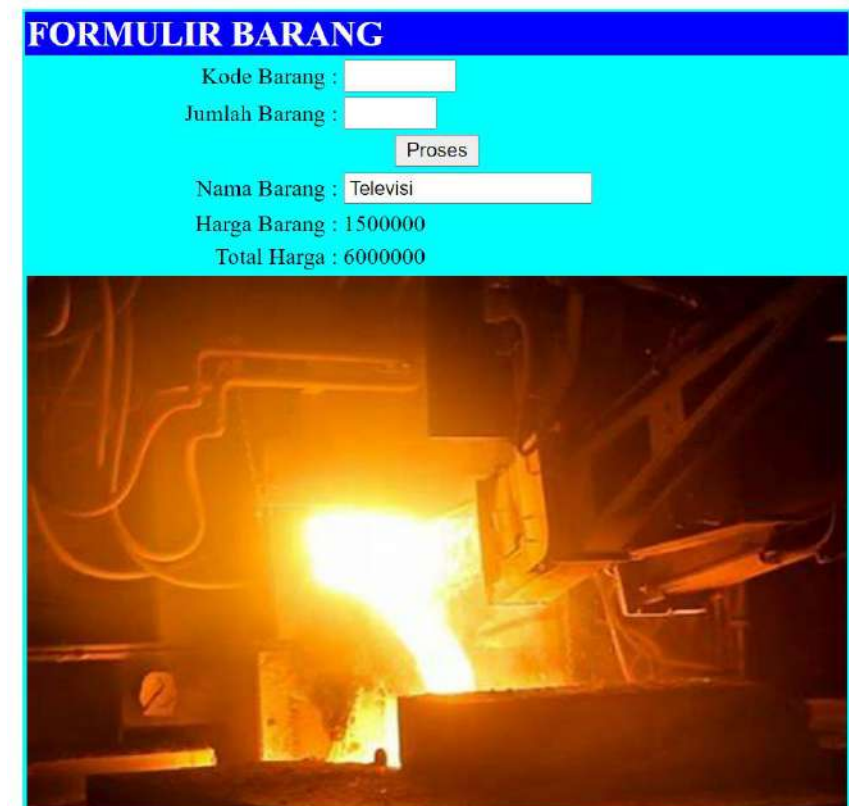 FORMULIR BARANG
Kode Barang :
Jumlah Barang :
Proses
Nama Barang : Televisi
Harga Barang : 1500000
Total Harga : 6000000